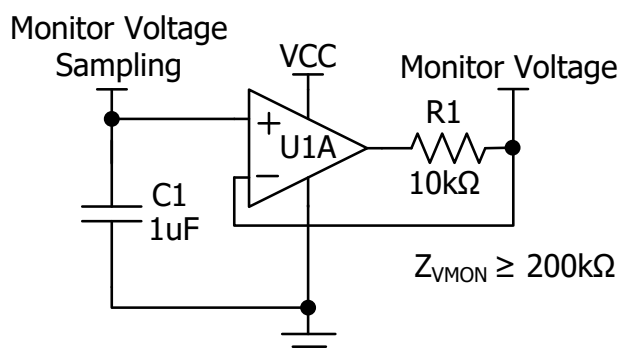 Monitor Voltage
Sampling
VCC
Monitor Voltage
R1
+
U1A
−
10kΩ
C1
1uF
Z_VMON ≥ 200kΩ